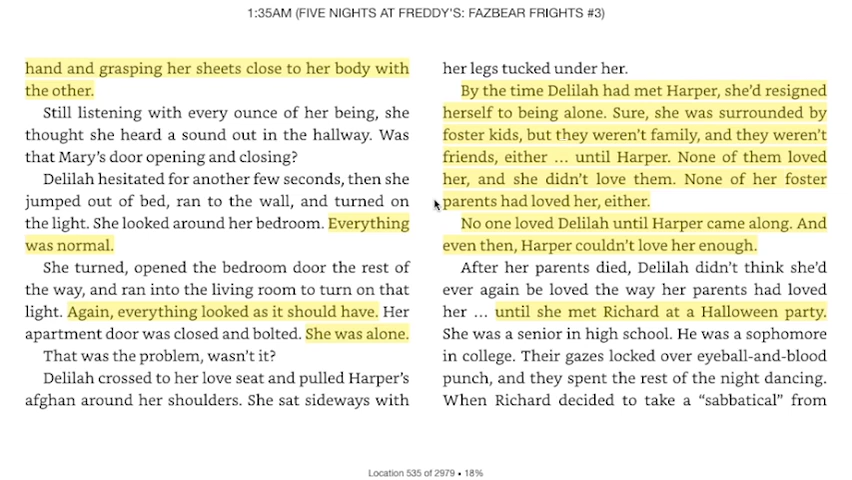 1:35AM (FIVE NIGHTS AT FREDDY'S: FAZBEAR FRIGHTS #3)
hand and grasping her sheets close to her body with
the other.
Still listening with every ounce of her being, she
thought she heard a sound out in the hallway. Was
that Mary's door opening and closing?
Delilah hesitated for another few seconds, then she
jumped out of bed, ran to the wall, and turned on
the light. She looked around her bedroom. Everything
was normal.
She turned, opened the bedroom door the rest of
the way, and ran into the living room to turn on that
light. Again, everything looked as it should have. Her
apartment door was closed and bolted. She was alone.
That was the problem, wasn't it?
Delilah crossed to her love seat and pulled Harper's
afghan around her shoulders. She sat sideways with
her legs tucked under her.
By the time Delilah had met Harper, she'd resigned
herself to being alone. Sure, she was surrounded by
foster kids, but they weren't family, and they weren't
friends, either ... until Harper. None of them loved
her, and she didn't love them. None of her foster
parents had loved her, either.
No one loved Delilah until Harper came along. And
even then, Harper couldn't love her enough.
After her parents died, Delilah didn't think she'd
ever again be loved the way her parents had loved
her ... until she met Richard at a Halloween party.
She was a senior in high school. He was a sophomore
in college. Their gazes locked over eyeball-and-blood
punch, and they spent the rest of the night dancing.
When Richard decided to take a “sabbatical” from
Location 535 of 2979 • 18%